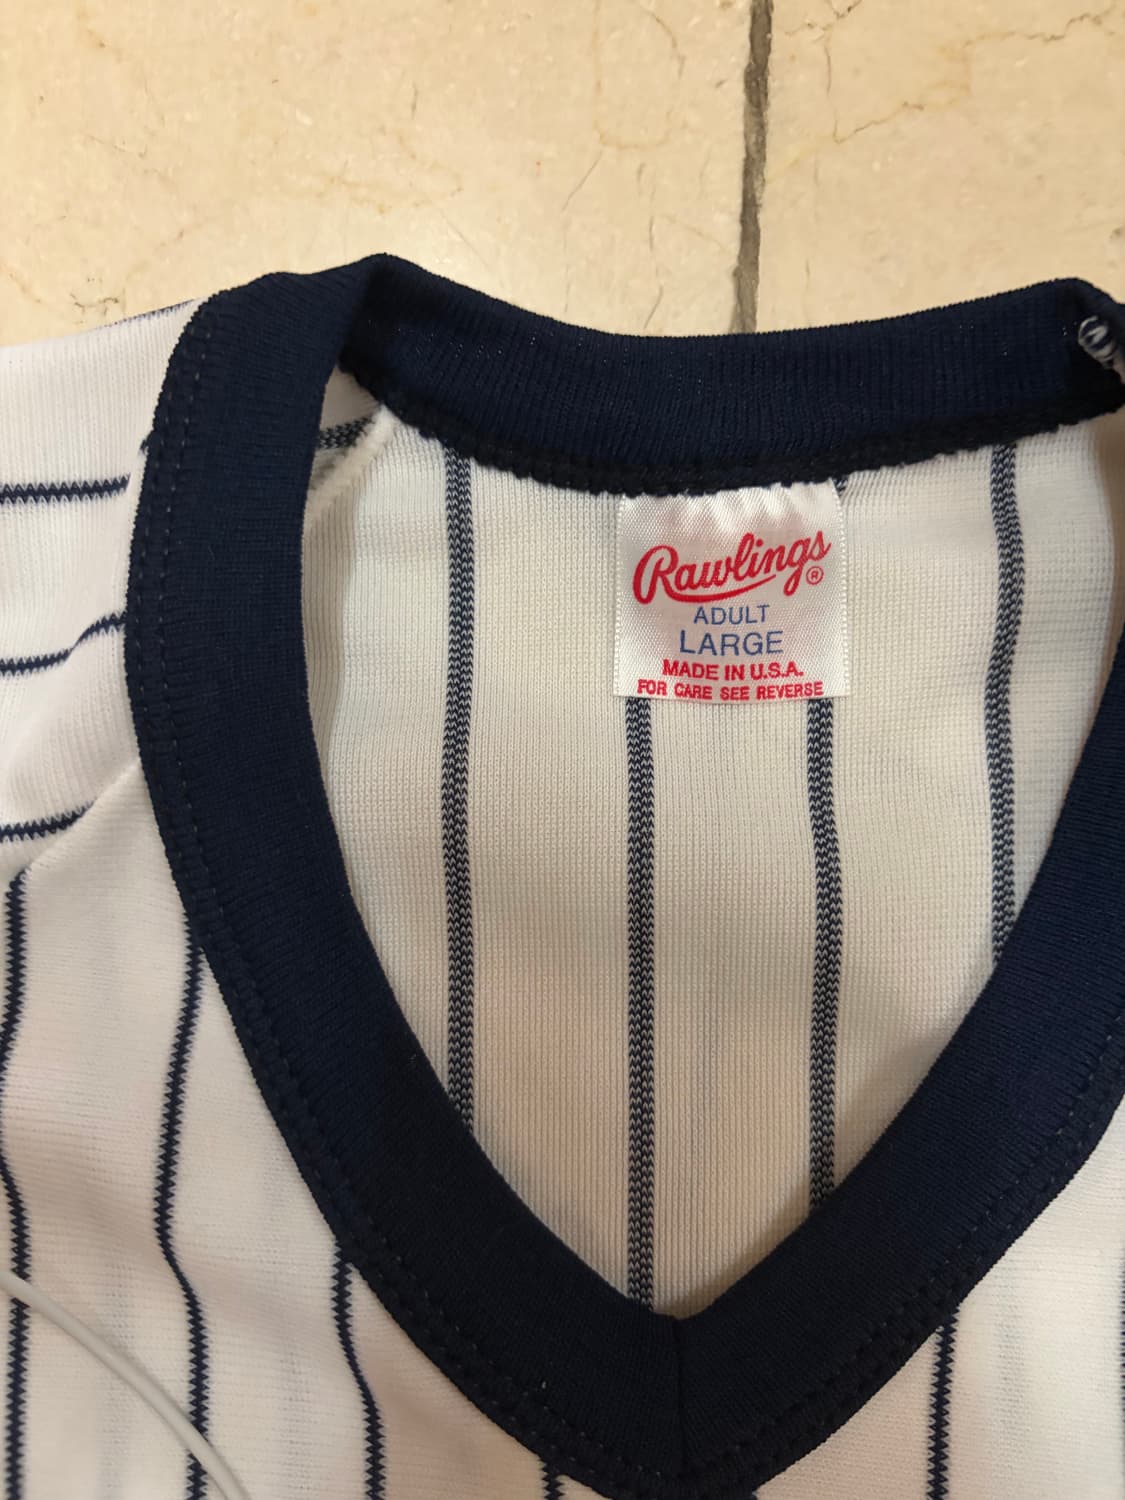 Rawlings®
ADULT
LARGE
MADE IN U.S.A.
FOR CARE SEE REVERSE